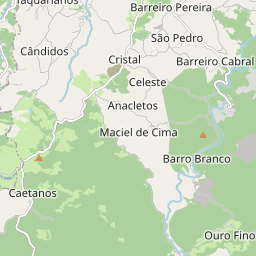 Barreiro Pereira
São Pedro
Cândidos
Cristal
Barreiro Cabral
Celeste
Anacletos
Maciel de Cima
Barro Branco
Caetanos
Ouro Fino